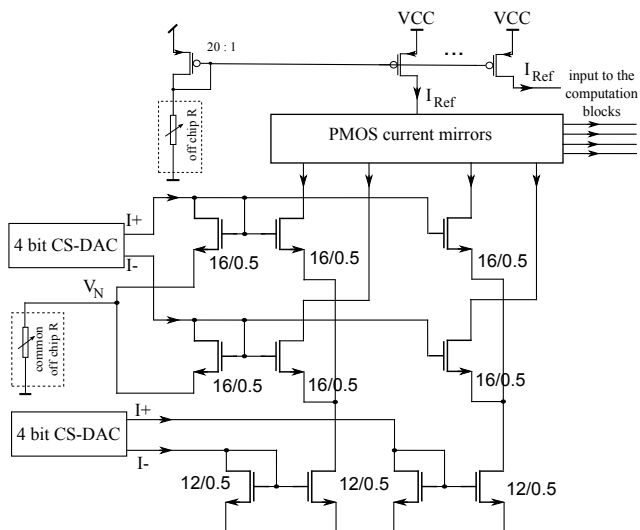 VCC
VCC
20 : 1
...
I Ref
I Ref
input to the
computation
blocks
off chip R
PMOS current mirrors
I+
4 bit CS-DAC
I-
16/0.5
16/0.5
16/0.5
V N
common
off chip R
16/0.5
16/0.5
16/0.5
I+
4 bit CS-DAC
I-
12/0.5
12/0.5
12/0.5
12/0.5